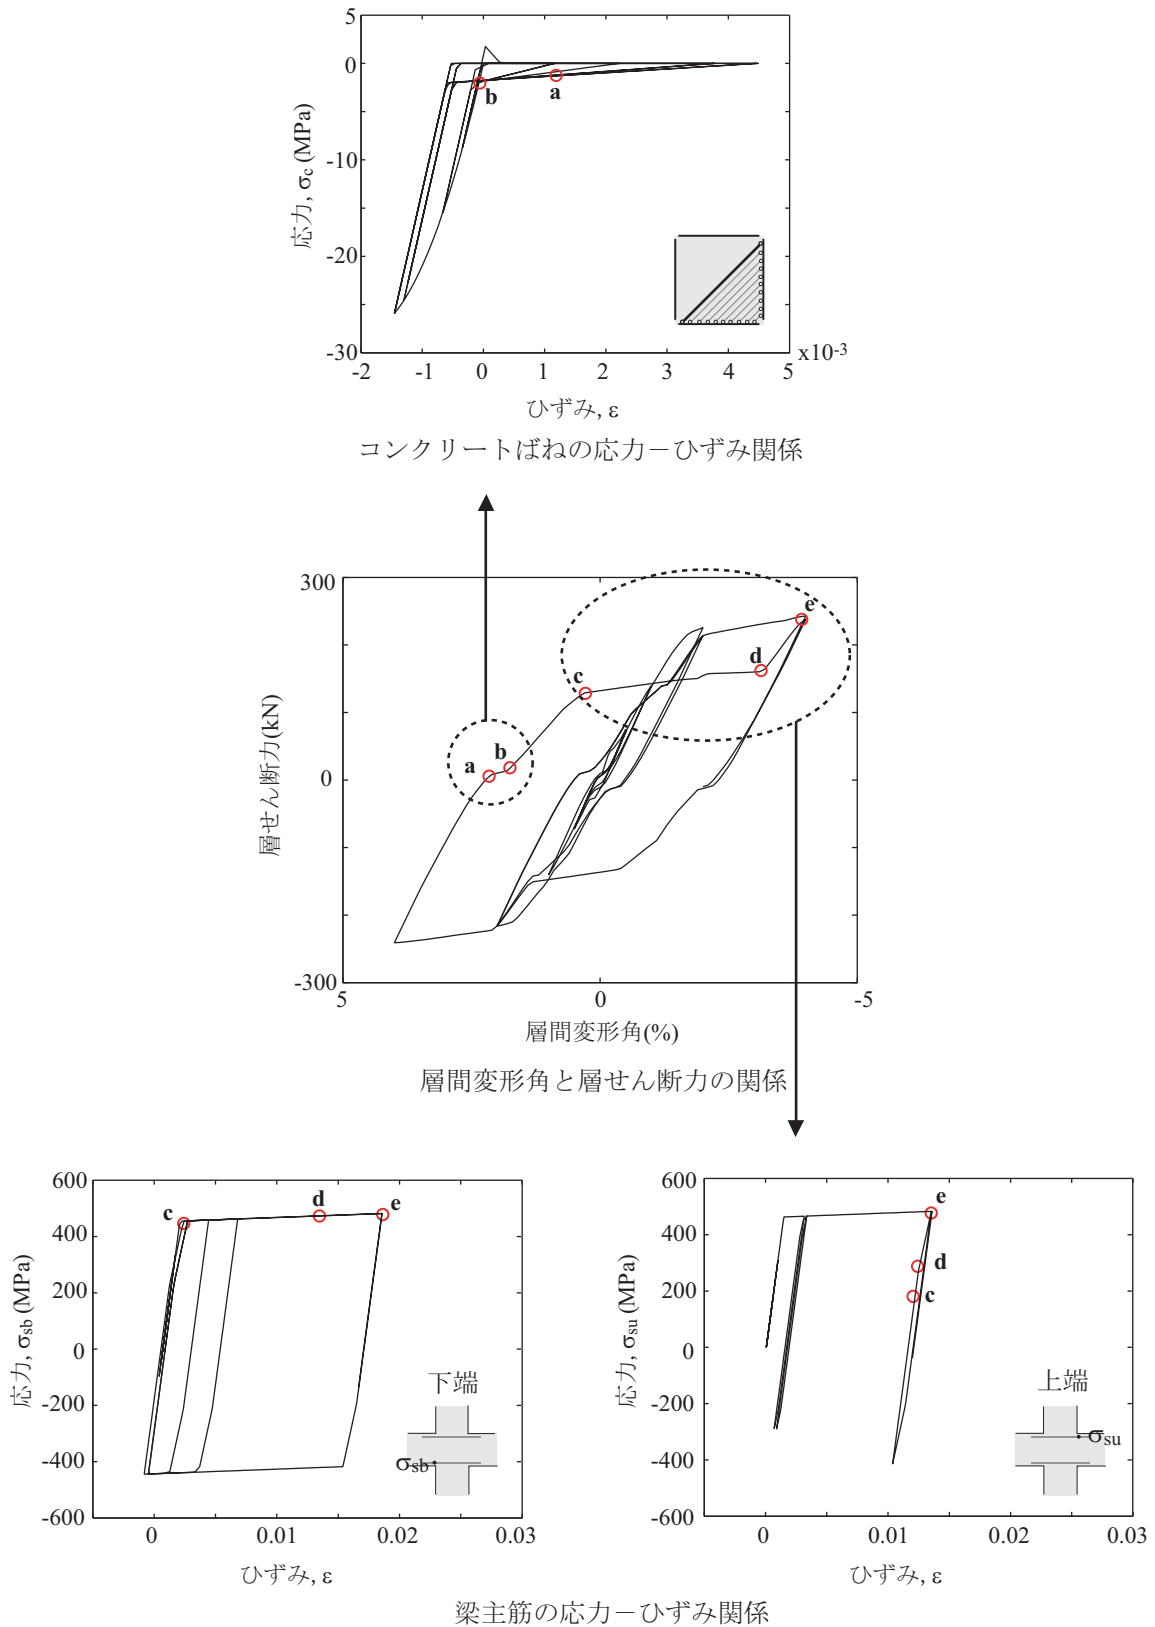 5
0
-10
-20
-30
応力, σc (MPa)
b
a
-2
-1
0
1
2
3
4
5
x10-3
ひずみ, ε
コンクリートばねの応力－ひずみ関係
300
0
-300
層せん断力(kN)
a
b
c
d
e
5
0
-5
層間変形角(%)
層間変形角と層せん断力の関係
600
400
200
0
-200
-400
-600
応力, σsb (MPa)
c
d
e
下端
σsb
0
0.01
0.02
0.03
ひずみ, ε
600
400
200
0
-200
-400
-600
応力, σsu (MPa)
e
d
c
上端
σsu
0
0.01
0.02
0.03
ひずみ, ε
梁主筋の応力－ひずみ関係